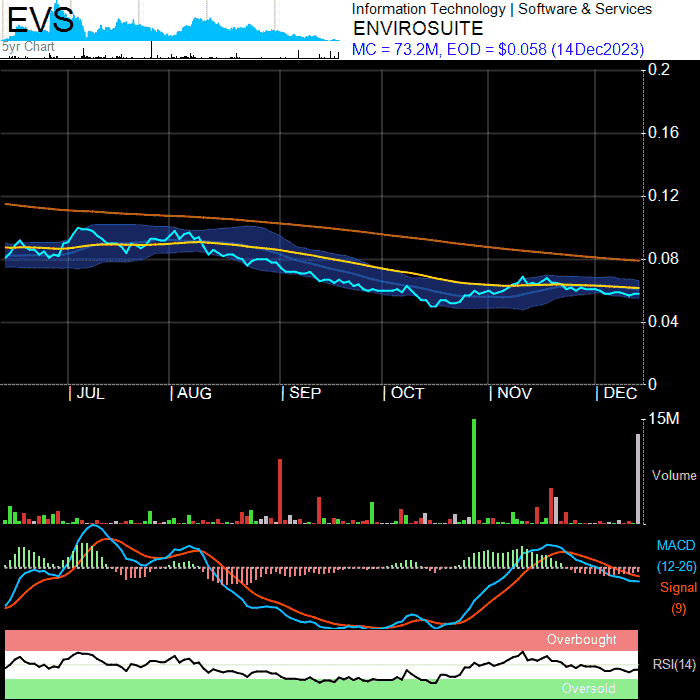 EVS
5yr Chart
Information Technology | Software & Services
ENVIROSUITE
MC = 73.2M, EOD = $0.058 (14Dec2023)
0.2
0.16
0.12
0.08
0.04
0
| JUL | AUG | SEP | OCT | NOV | DEC
15M
Volume
MACD
(12-26)
Signal
(9)
Overbought
RSI(14)
Oversold